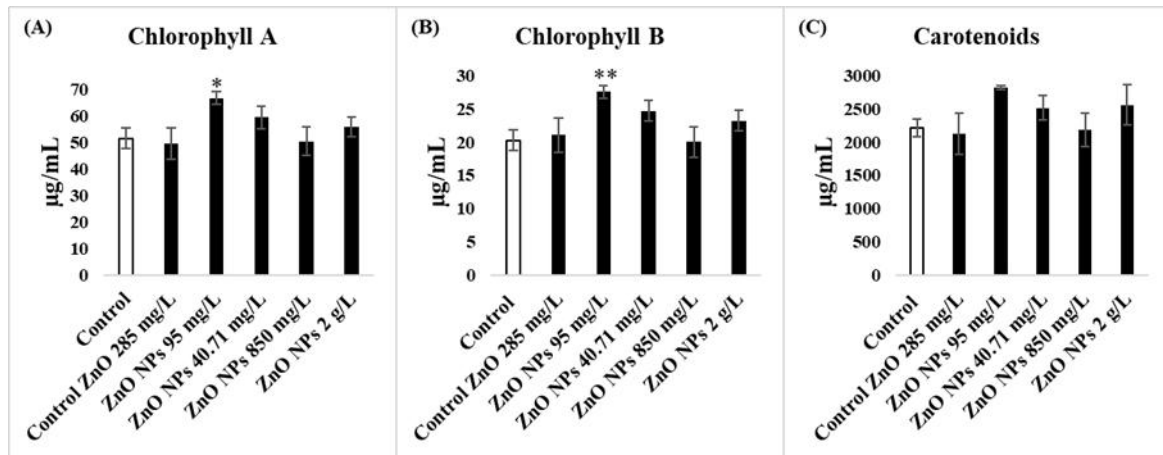 (A)
Chlorophyll A
*
µg/mL
70
60
50
40
30
20
10
0
Control
Control ZnO 285 mg/L
ZnO NPs 95 mg/L
ZnO NPs 40.71 mg/L
ZnO NPs 850 mg/L
ZnO NPs 2 g/L
(B)
Chlorophyll B
**
µg/mL
30
25
20
15
10
5
0
Control
Control ZnO 285 mg/L
ZnO NPs 95 mg/L
ZnO NPs 40.71 mg/L
ZnO NPs 850 mg/L
ZnO NPs 2 g/L
(C)
Carotenoids
µg/mL
3000
2500
2000
1500
1000
500
0
Control
Control ZnO 285 mg/L
ZnO NPs 95 mg/L
ZnO NPs 40.71 mg/L
ZnO NPs 850 mg/L
ZnO NPs 2 g/L